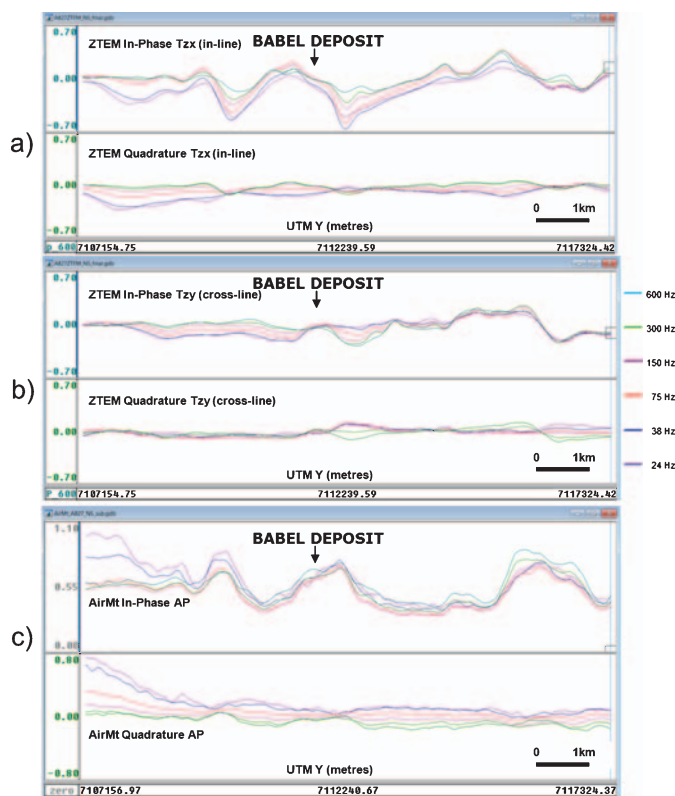 0.70
ZTEM In-Phase Tzx (in-line)
BABEL DEPOSIT
0.00
-0.70
a)
0.70
ZTEM Quadrature Tzx (in-line)
0.00
-0.70
UTM Y (metres)
0 1km
7107154.75 7112239.59 7117324.42
0.70
BABEL DEPOSIT
ZTEM In-Phase Tzy (cross-line)
0.00
-0.70
b)
0.70
ZTEM Quadrature Tzy (cross-line)
0.00
-0.70
UTM Y (metres)
0 1km
P_600 7107154.75 7112239.59 7117324.42
600 Hz
300 Hz
150 Hz
75 Hz
38 Hz
24 Hz
1.10
BABEL DEPOSIT
0.55
AirMt In-Phase AP
0.00
c)
0.80
0.00
AirMt Quadrature AP
-0.80
UTM Y (metres)
0 1km
zero 7107156.97 7112240.67 7117324.37